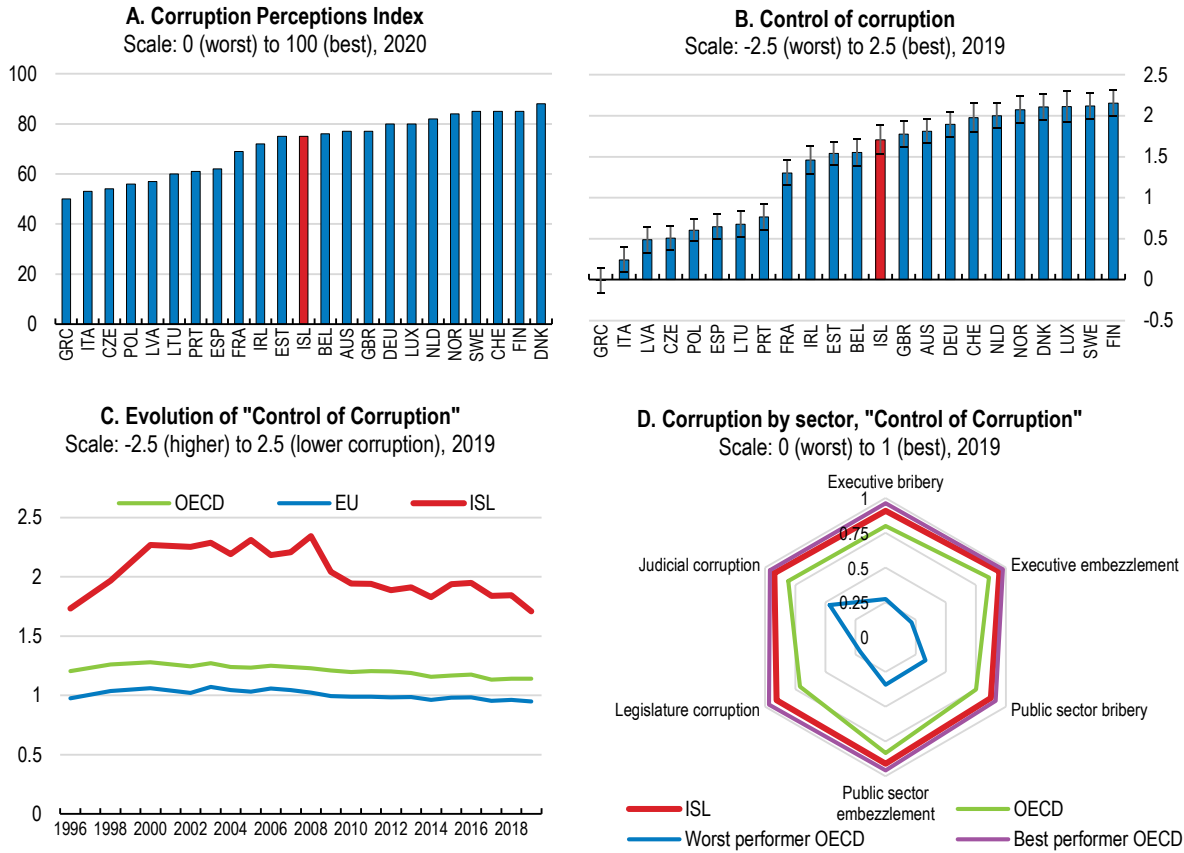 A. Corruption Perceptions Index
Scale: 0 (worst) to 100 (best), 2020
100
80
60
40
20
0
GRC
ITA
CZE
POL
LVA
LTU
PRT
ESP
FRA
IRL
EST
ISL
BEL
AUS
GBR
DEU
LUX
NLD
NOR
SWE
CHE
FIN
DNK
B. Control of corruption
Scale: -2.5 (worst) to 2.5 (best), 2019
2.5
2
1.5
1
0.5
0
-0.5
GRC
ITA
LVA
CZE
POL
ESP
LTU
PRT
FRA
IRL
EST
BEL
ISL
GBR
AUS
DEU
CHE
NLD
NOR
DNK
LUX
SWE
FIN
C. Evolution of "Control of Corruption"
Scale: -2.5 (higher) to 2.5 (lower corruption), 2019
OECD
EU
ISL
2.5
2
1.5
1
0.5
0
1996 1998 2000 2002 2004 2006 2008 2010 2012 2014 2016 2018
D. Corruption by sector, "Control of Corruption"
Scale: 0 (worst) to 1 (best), 2019
Executive bribery
1
0.75
0.5
0.25
0
Judicial corruption
Executive embezzlement
Legislature corruption
Public sector bribery
Public sector
embezzlement
ISL
OECD
Worst performer OECD
Best performer OECD